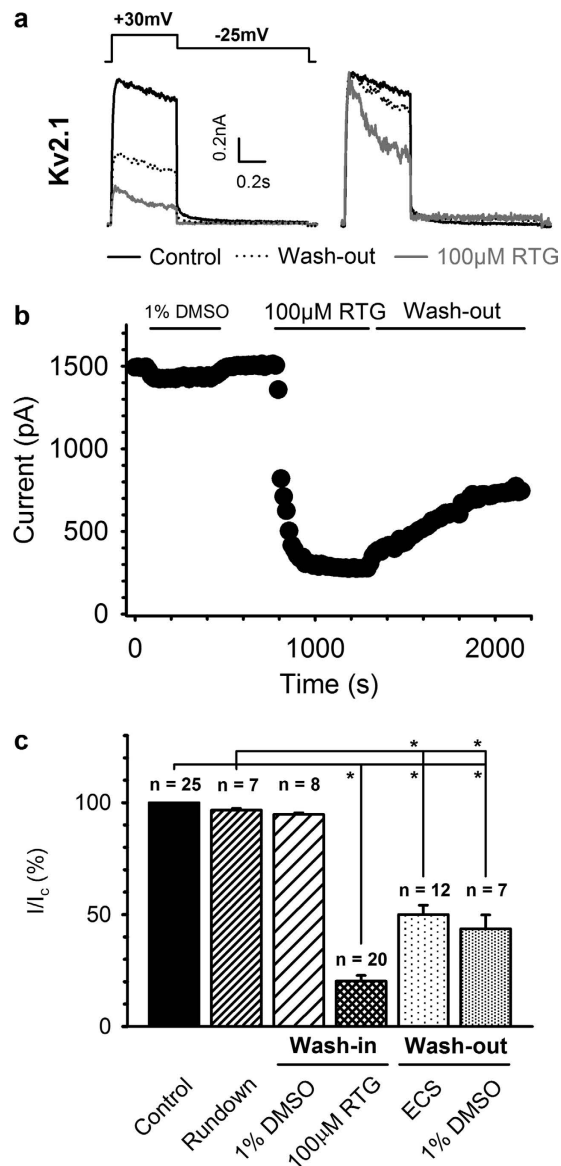 a
+30mV
-25mV
Kv2.1
0.2nA
0.2s
Control
Wash-out
100µM RTG
b
1% DMSO
100µM RTG
Wash-out
1500
1000
500
0
Current (pA)
0
1000
2000
Time (s)
c
n = 25
n = 7
n = 8
*
*
*
*
*
n = 20
n = 12
n = 7
100
50
0
I/Ic (%)
Wash-in
Wash-out
Control
Rundown
1% DMSO
100µM RTG
ECS
1% DMSO